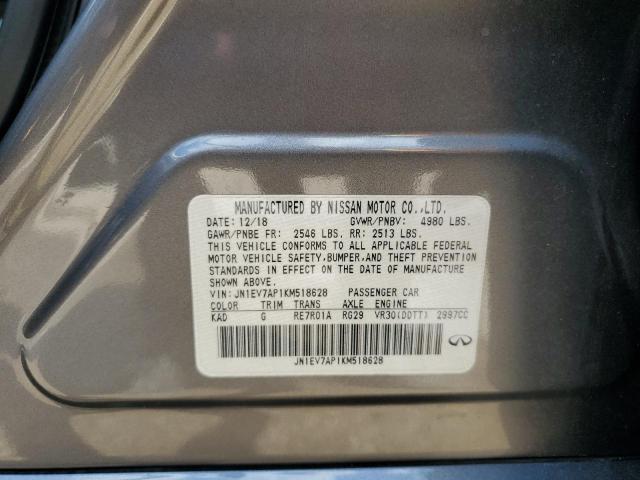 MANUFACTURED BY NISSAN MOTOR CO.,LTD.
DATE: 12/18 GVWR/PNBV: 4980 LBS.
GAWR/PNBE FR: 2546 LBS. RR: 2513 LBS.
THIS VEHICLE CONFORMS TO ALL APPLICABLE FEDERAL
MOTOR VEHICLE SAFETY,BUMPER, AND THEFT PREVENTION
STANDARDS IN EFFECT ON THE DATE OF MANUFACTURE
SHOWN ABOVE.
VIN: JN1EV7AP1KM518628 PASSENGER CAR
COLOR TRIM TRANS AXLE ENGINE
KAD G RE7R01A RG29 VR30(DDTT) 2997CC
JN1EV7AP1KM518628